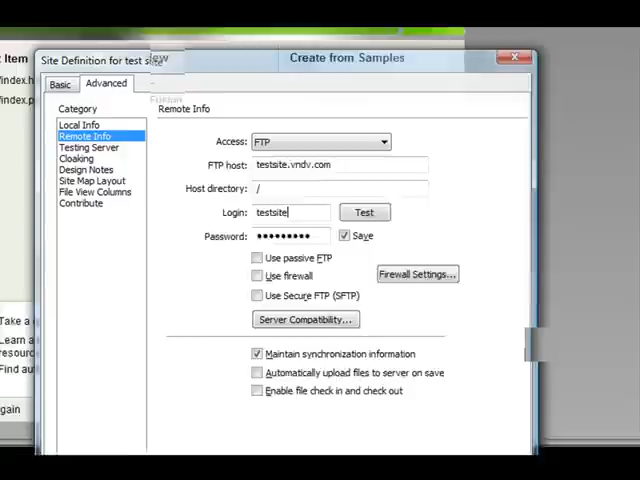 t Item
/index.h
/index.p
Take a
Learn a
resourc
Find au
gain
Site Definition for test
Create from Samples
Basic
Advanced
Category
Local Info
Remote Info
Testing Server
Cloaking
Design Notes
Site Map Layout
File View Columns
Contribute
Remote Info
Access: FTP
FTP host: testsite.vndv.com
Host directory: /
Login: testsite
Test
Password: •••••••••
Save
Use passive FTP
Use firewall
Firewall Settings...
Use Secure FTP (SFTP)
Server Compatibility...
Maintain synchronization information
Automatically upload files to server on save
Enable file check in and check out